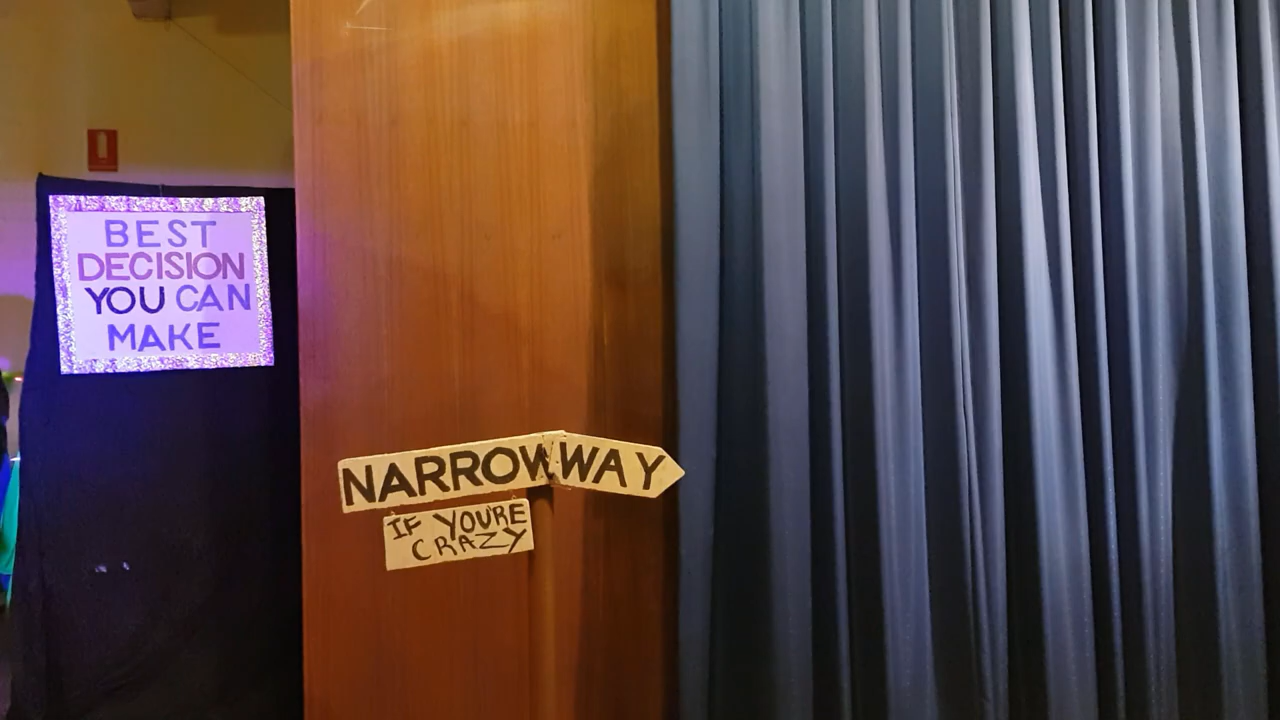 BEST
DECISION
YOU CAN
MAKE
NARROW WAY
IF YOU'RE
CRAZY